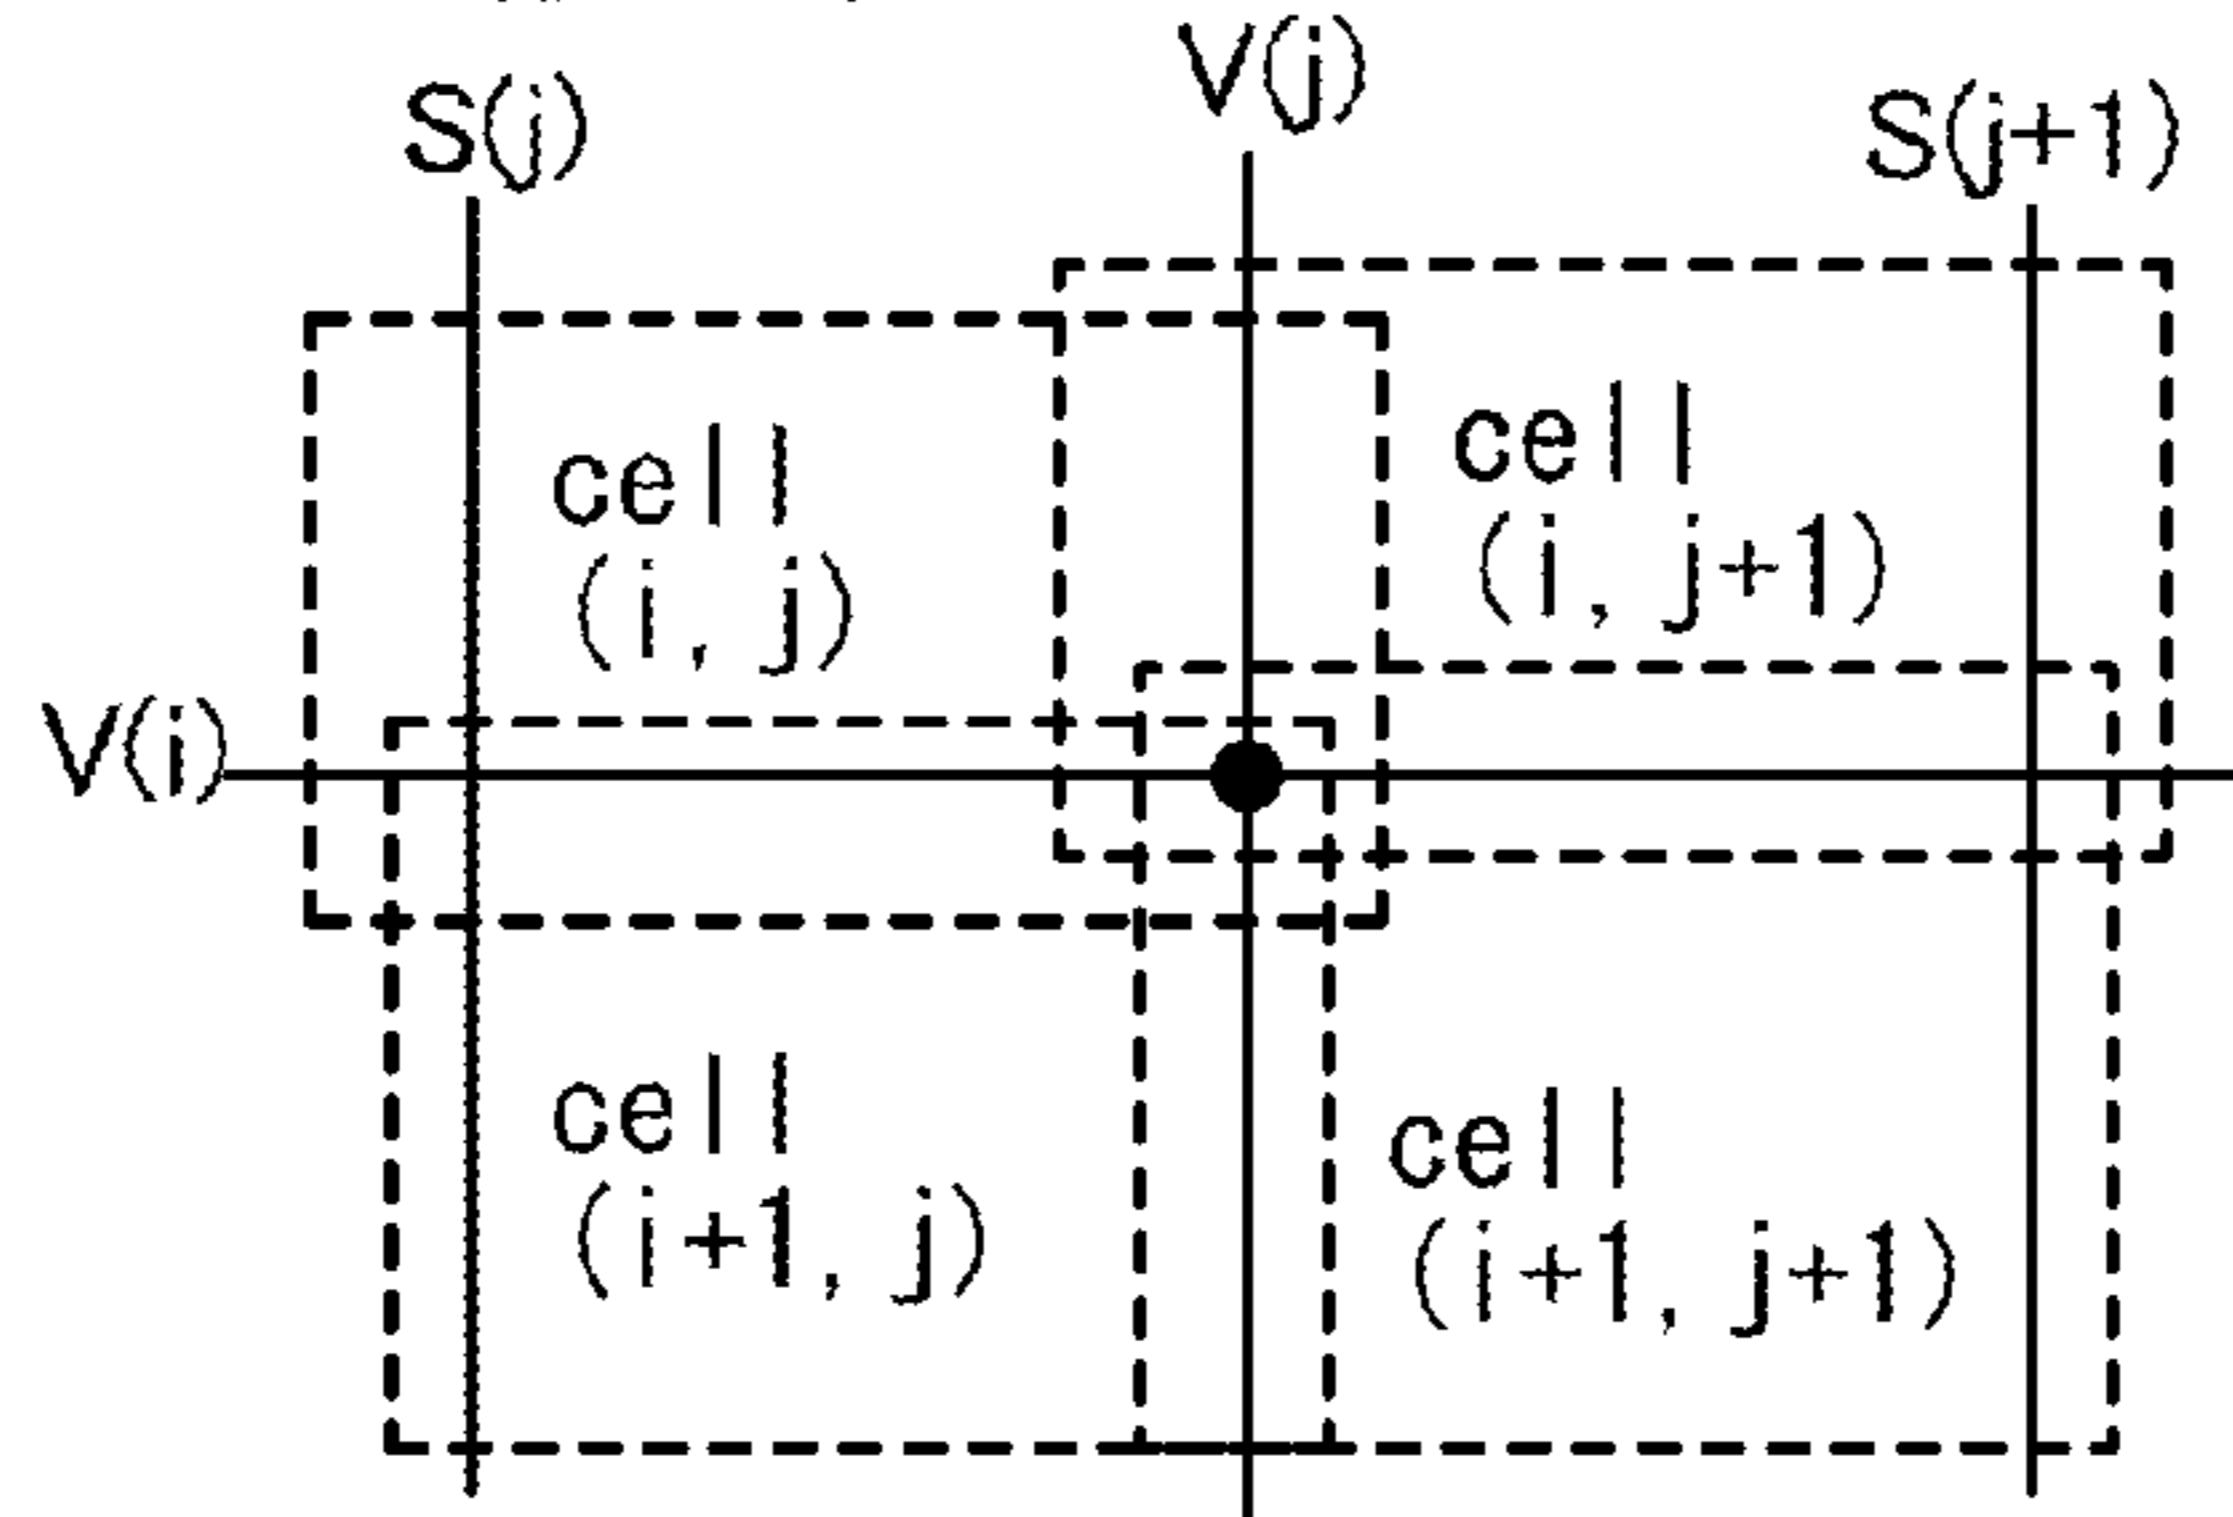 V(j)
S(j)
S(j+1)
cell
(i, j)
cell
(i, j+1)
V(i)
cell
(i+1, j)
cell
(i+1, j+1)